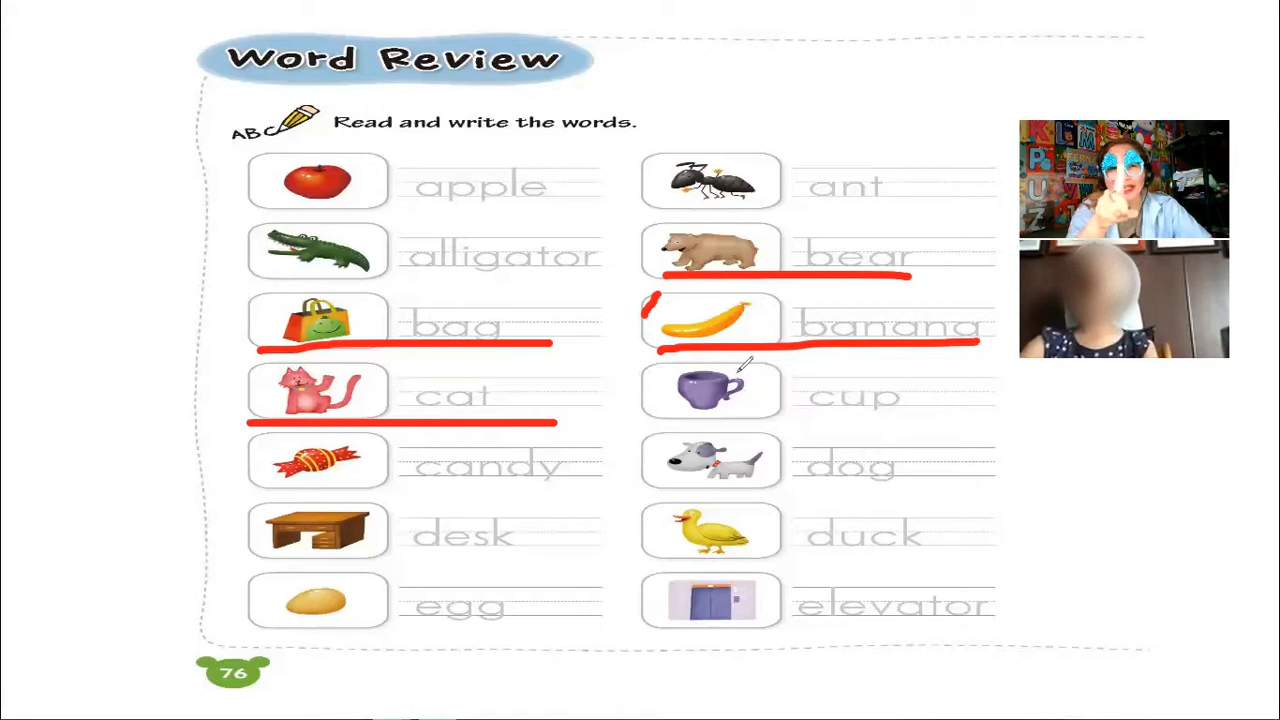 Word Review
ABC Read and write the words.
apple ant
alligator bear
bag banana
cat cup
candy dog
desk duck
egg elevator
76
K L M
P
U
Z